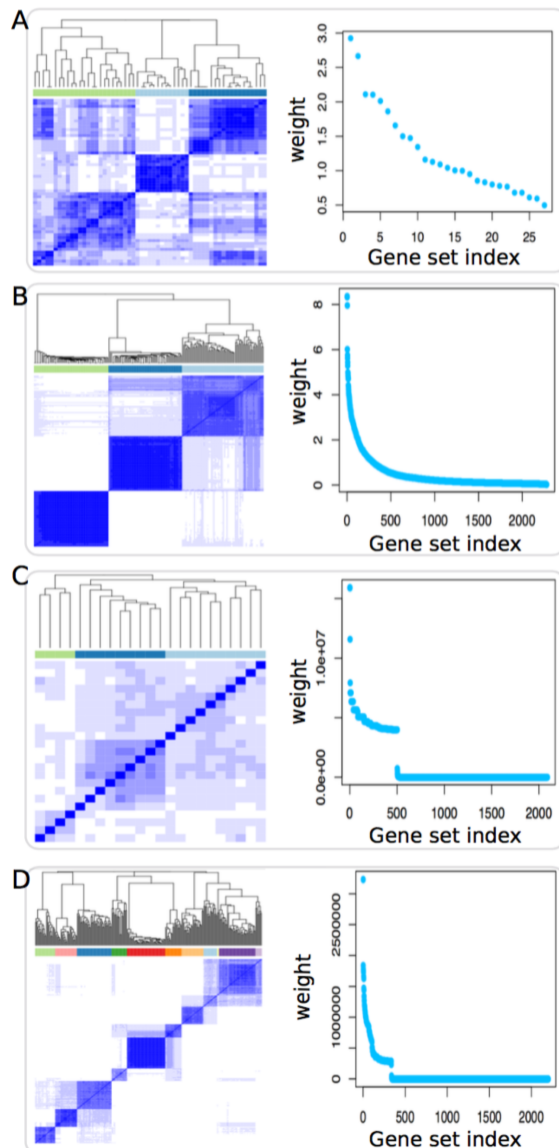 A
weight
3.0
2.5
2.0
1.5
1.0
0.5
0 5 10 15 20 25
Gene set index
B
weight
8
6
4
2
0
0 500 1000 1500 2000
Gene set index
C
weight
1.0e+07
0.0e+00
0 500 1000 1500 2000
Gene set index
D
weight
2500000
1000000
0
0 500 1000 1500 2000
Gene set index